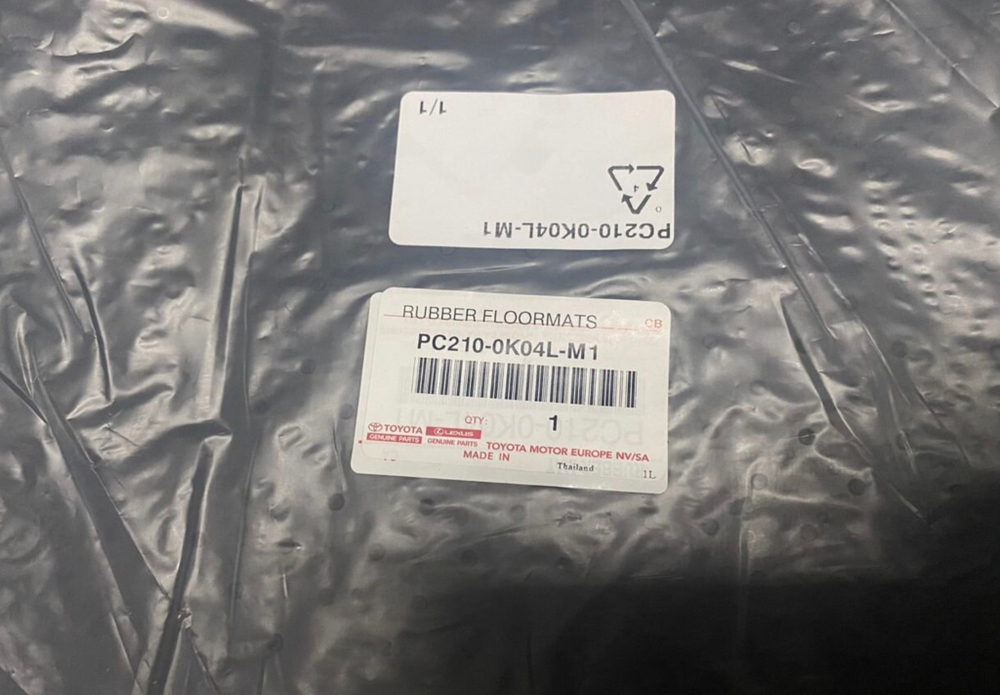 1/1
4
PC210-0K04L-M1
RUBBER FLOORMATS CB
PC210-0K04L-M1
QTY: 1
TOYOTA LEXUS
GENUINE PARTS GENUINE PARTS TOYOTA MOTOR EUROPE NV/SA
MADE IN Thailand 1L